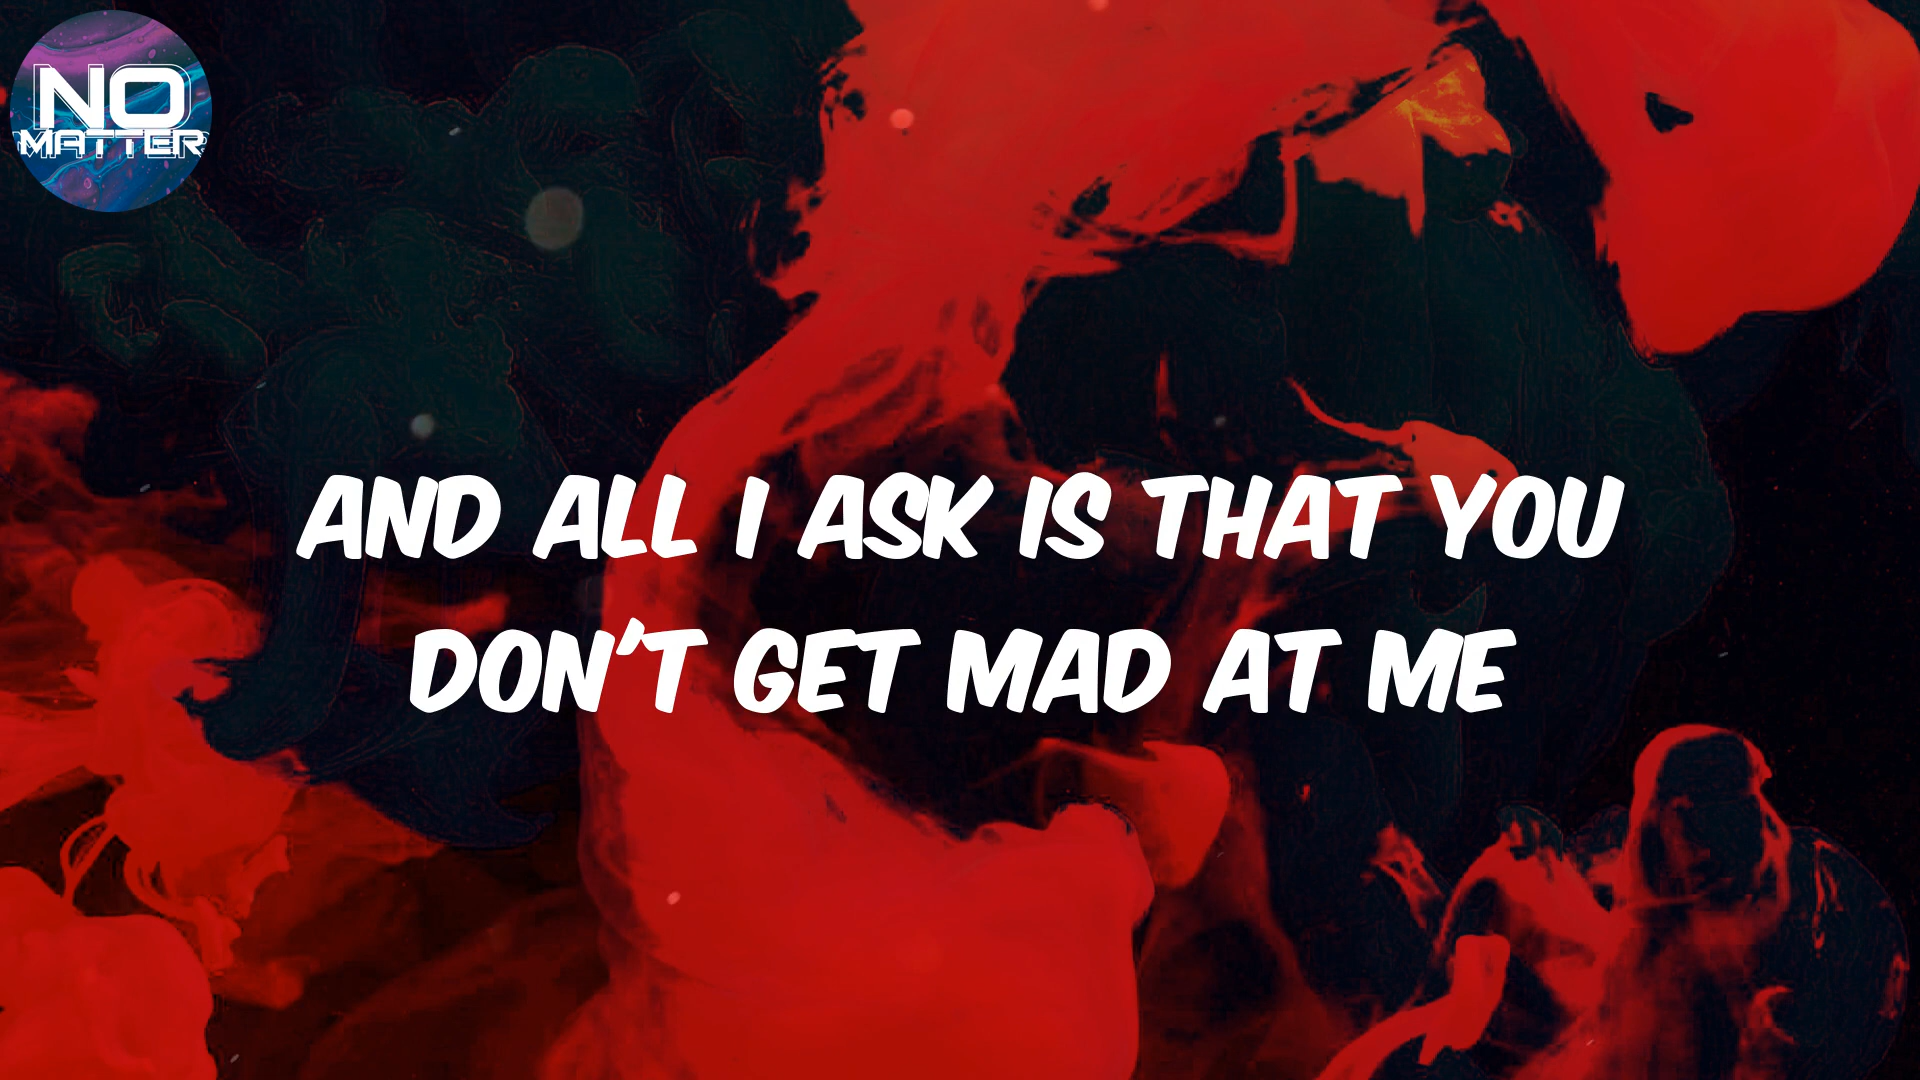 NO
MATTER
AND ALL I ASK IS THAT YOU
DON'T GET MAD AT ME